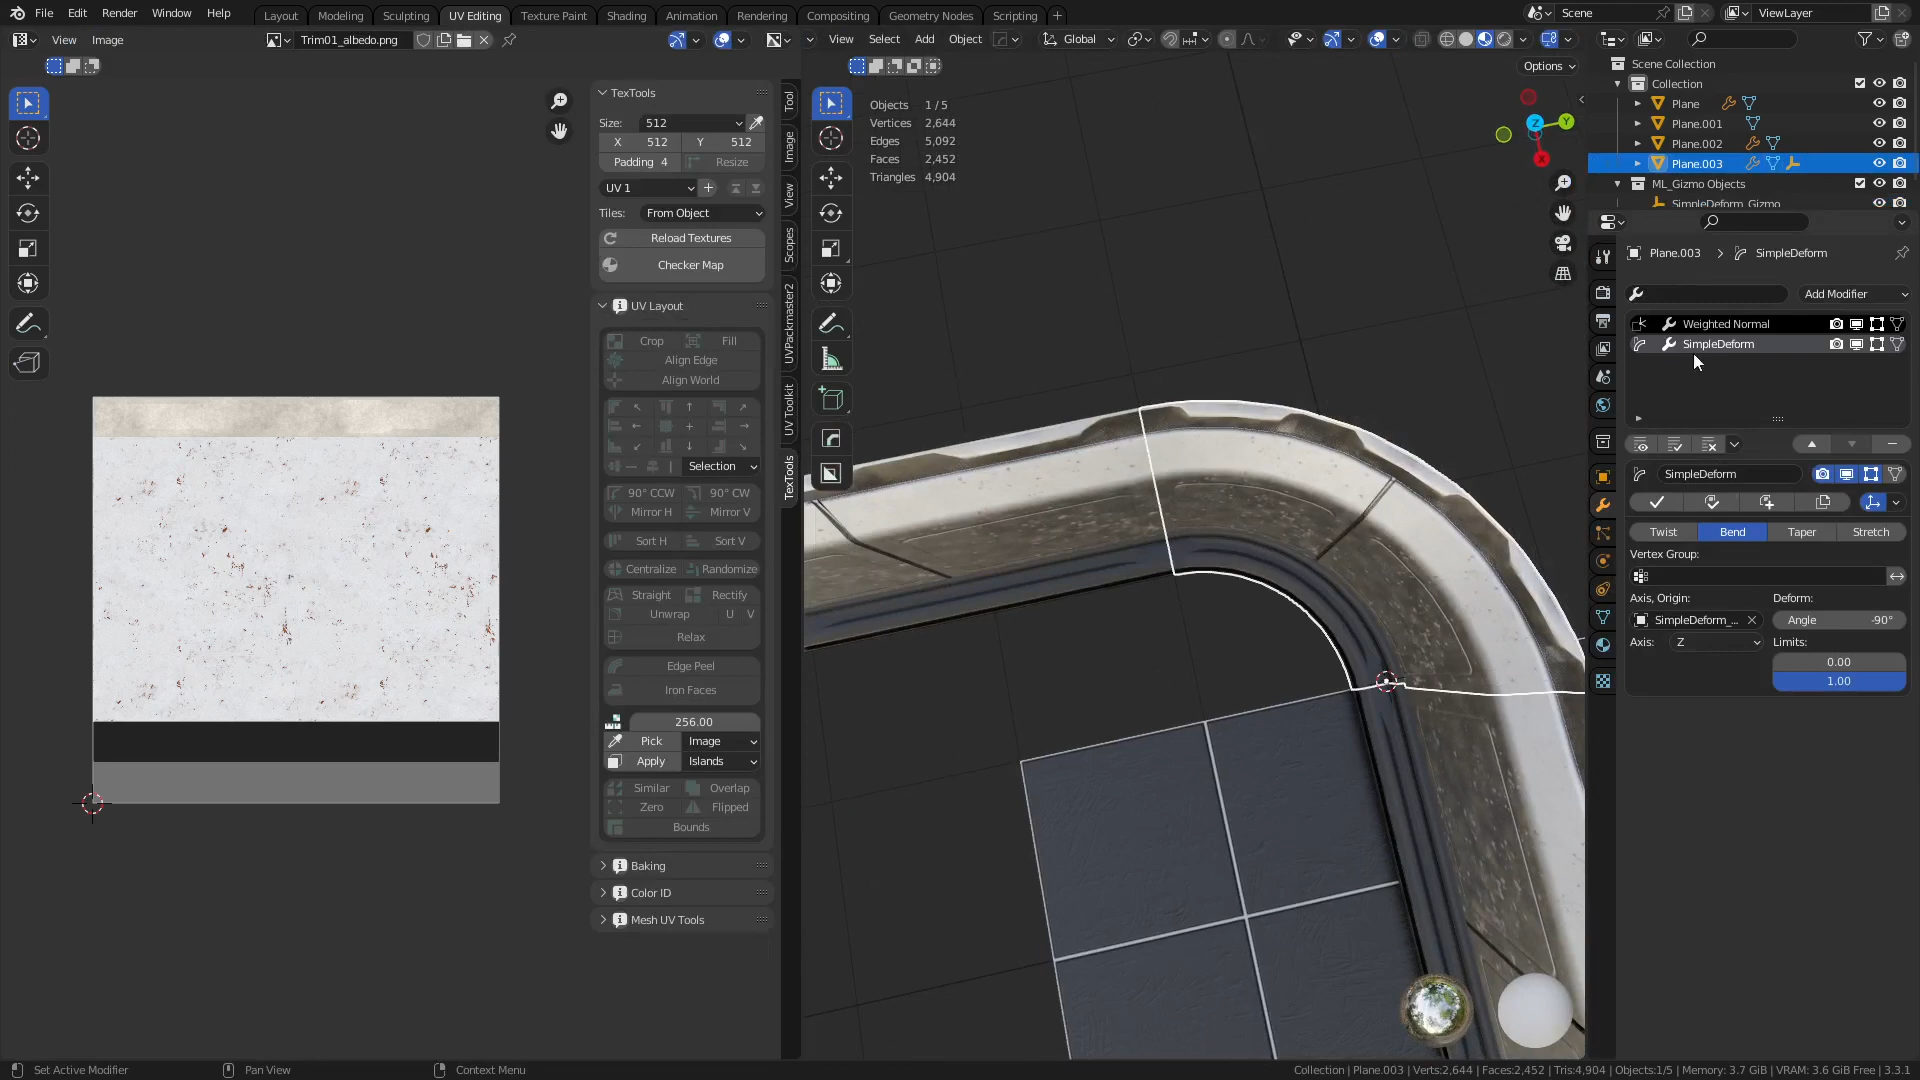 File Edit Render Window Help Layout Modeling Sculpting UV Editing Texture Paint Shading Animation Rendering Compositing Geometry Nodes Scripting + Scene ViewLayer
View Image Trim01_albedo.png View Select Add Object Global
Options
Scene Collection
Collection
Plane
Plane.001
Plane.002
Plane.003
ML_Gizmo Objects
SimpleDeform_Gizmo
TexTools
Size: 512
X 512 Y 512
Padding 4 Resize
UV 1
Tiles: From Object
Reload Textures
Checker Map
UV Layout
Crop Fill
Align Edge
Align World
Selection
90° CCW 90° CW
Mirror H Mirror V
Sort H Sort V
Centralize Randomize
Straight Rectify
Unwrap U V
Relax
Edge Peel
Iron Faces
256.00
Pick Image
Apply Islands
Similar Overlap
Zero Flipped
Bounds
Baking
Color ID
Mesh UV Tools
Tool
Image
View
Scopes
UVPackmaster2
UV Toolkit
TexTools
Objects 1 / 5
Vertices 2,644
Edges 5,092
Faces 2,452
Triangles 4,904
Z
Y
X
Plane.003 SimpleDeform
Add Modifier
Weighted Normal
SimpleDeform
SimpleDeform
Twist Bend Taper Stretch
Vertex Group:
Axis, Origin: Deform:
SimpleDeform_... Angle -90°
Axis: Z Limits:
0.00
1.00
Set Active Modifier Pan View Context Menu Collection | Plane.003 | Verts:2,644 | Faces:2,452 | Tris:4,904 | Objects:1/5 | Memory: 3.7 GiB | VRAM: 3.6 GiB Free | 3.3.1